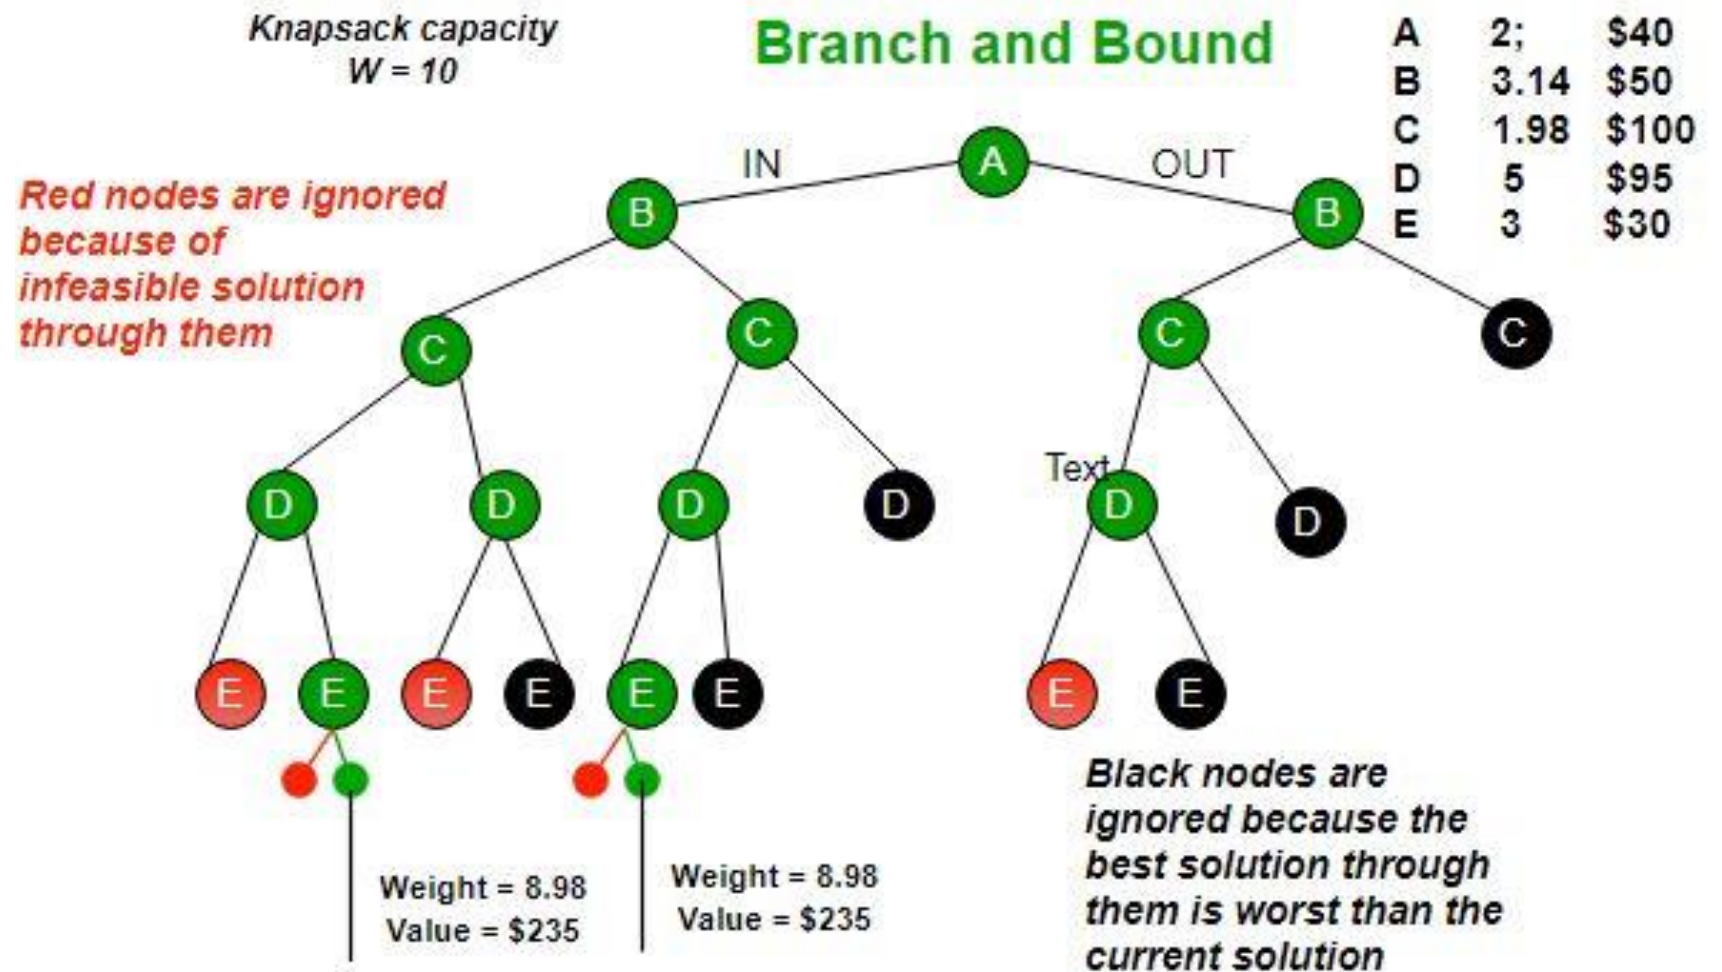 Knapsack capacity
W = 10
Branch and Bound
A 2; $40
B 3.14 $50
C 1.98 $100
D 5 $95
E 3 $30
Red nodes are ignored
because of
infeasible solution
through them
A
IN
OUT
B
B
C
C
C
C
Text
D
D
D
D
D
D
E
E
E
E
E
E
E
E
Weight = 8.98
Value = $235
Weight = 8.98
Value = $235
Black nodes are
ignored because the
best solution through
them is worst than the
current solution